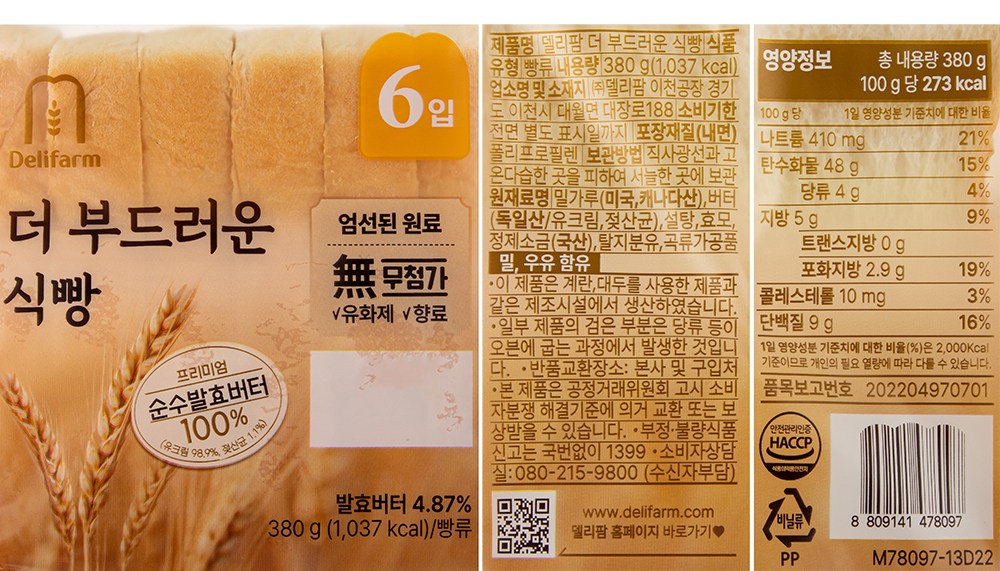 Delifarm
6입
더 부드러운
식빵
엄선된 원료
無 무첨가
√유화제 √향료
프리미엄
순수발효버터
100%
(유크림 98.9%, 젖산균 1.1%)
발효버터 4.87%
380 g (1,037 kcal)/빵류
제품명 델리팜 더 부드러운 식빵 식품
유형 빵류 내용량 380 g(1,037 kcal)
업소명 및 소재지 ㈜델리팜 이천공장 경기
도 이천시 대월면 대장로188 소비기한
전면 별도 표시일까지 포장재질(내면)
폴리프로필렌 보관방법 직사광선과 고
온다습한 곳을 피하여 서늘한 곳에 보관
원재료명 밀가루(미국,캐나다산),버터
(독일산/유크림,젖산균),설탕,효모,
정제소금(국산),탈지분유,곡류가공품
밀, 우유 함유
•이 제품은 계란,대두를 사용한 제품과
같은 제조시설에서 생산하였습니다.
•일부 제품의 검은 부분은 당류 등이
오븐에 굽는 과정에서 발생한 것입니
다. •반품교환장소: 본사 및 구입처
•본 제품은 공정거래위원회 고시 소비
자분쟁 해결기준에 의거 교환 또는 보
상받을 수 있습니다. •부정·불량식품
신고는 국번없이 1399 •소비자상담
실:080-215-9800 (수신자부담)
www.delifarm.com
델리팜 홈페이지 바로가기♥
영양정보
총 내용량 380 g
100 g 당 273 kcal
100 g 당 1일 영양성분 기준치에 대한 비율
나트륨 410 mg 21%
탄수화물 48 g 15%
당류 4 g 4%
지방 5 g 9%
트랜스지방 0 g
포화지방 2.9 g 19%
콜레스테롤 10 mg 3%
단백질 9 g 16%
1일 영양성분 기준치에 대한 비율(%)은 2,000Kcal
기준이므로 개인의 필요 열량에 따라 다를 수 있습니다.
품목보고번호 202204970701
안전관리인증
HACCP
식품의약품안전처
비닐류
PP
8 809141 478097
M78097-13D22